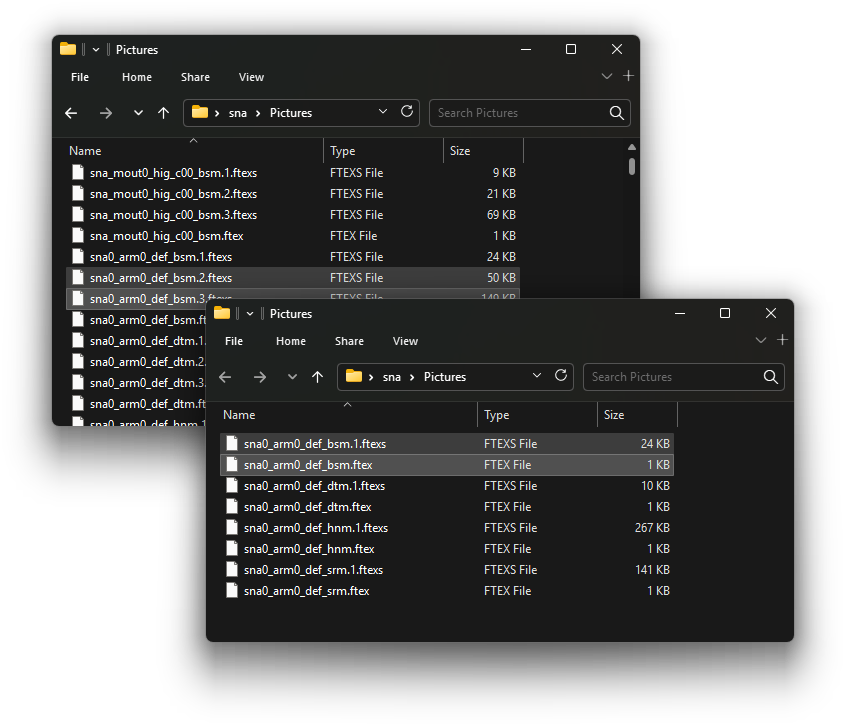 Pictures
File Home Share View
sna Pictures Search Pictures
Name Type Size
sna_mout0_hig_c00_bsm.1.ftexs FTEXS File 9 KB
sna_mout0_hig_c00_bsm.2.ftexs FTEXS File 21 KB
sna_mout0_hig_c00_bsm.3.ftexs FTEXS File 69 KB
sna_mout0_hig_c00_bsm.ftex FTEX File 1 KB
sna0_arm0_def_bsm.1.ftexs FTEXS File 24 KB
sna0_arm0_def_bsm.2.ftexs FTEXS File 50 KB
sna0_arm0_def_bsm.3.ftexs FTEXS File 149 KB
sna0_arm0_def_bsm.ft
sna0_arm0_def_dtm.1.
sna0_arm0_def_dtm.2.
sna0_arm0_def_dtm.3.
sna0_arm0_def_dtm.ft
sna0_arm0_def_hnm.1
Pictures
File Home Share View
sna Pictures Search Pictures
Name Type Size
sna0_arm0_def_bsm.1.ftexs FTEXS File 24 KB
sna0_arm0_def_bsm.ftex FTEX File 1 KB
sna0_arm0_def_dtm.1.ftexs FTEXS File 10 KB
sna0_arm0_def_dtm.ftex FTEX File 1 KB
sna0_arm0_def_hnm.1.ftexs FTEXS File 267 KB
sna0_arm0_def_hnm.ftex FTEX File 1 KB
sna0_arm0_def_srm.1.ftexs FTEXS File 141 KB
sna0_arm0_def_srm.ftex FTEX File 1 KB